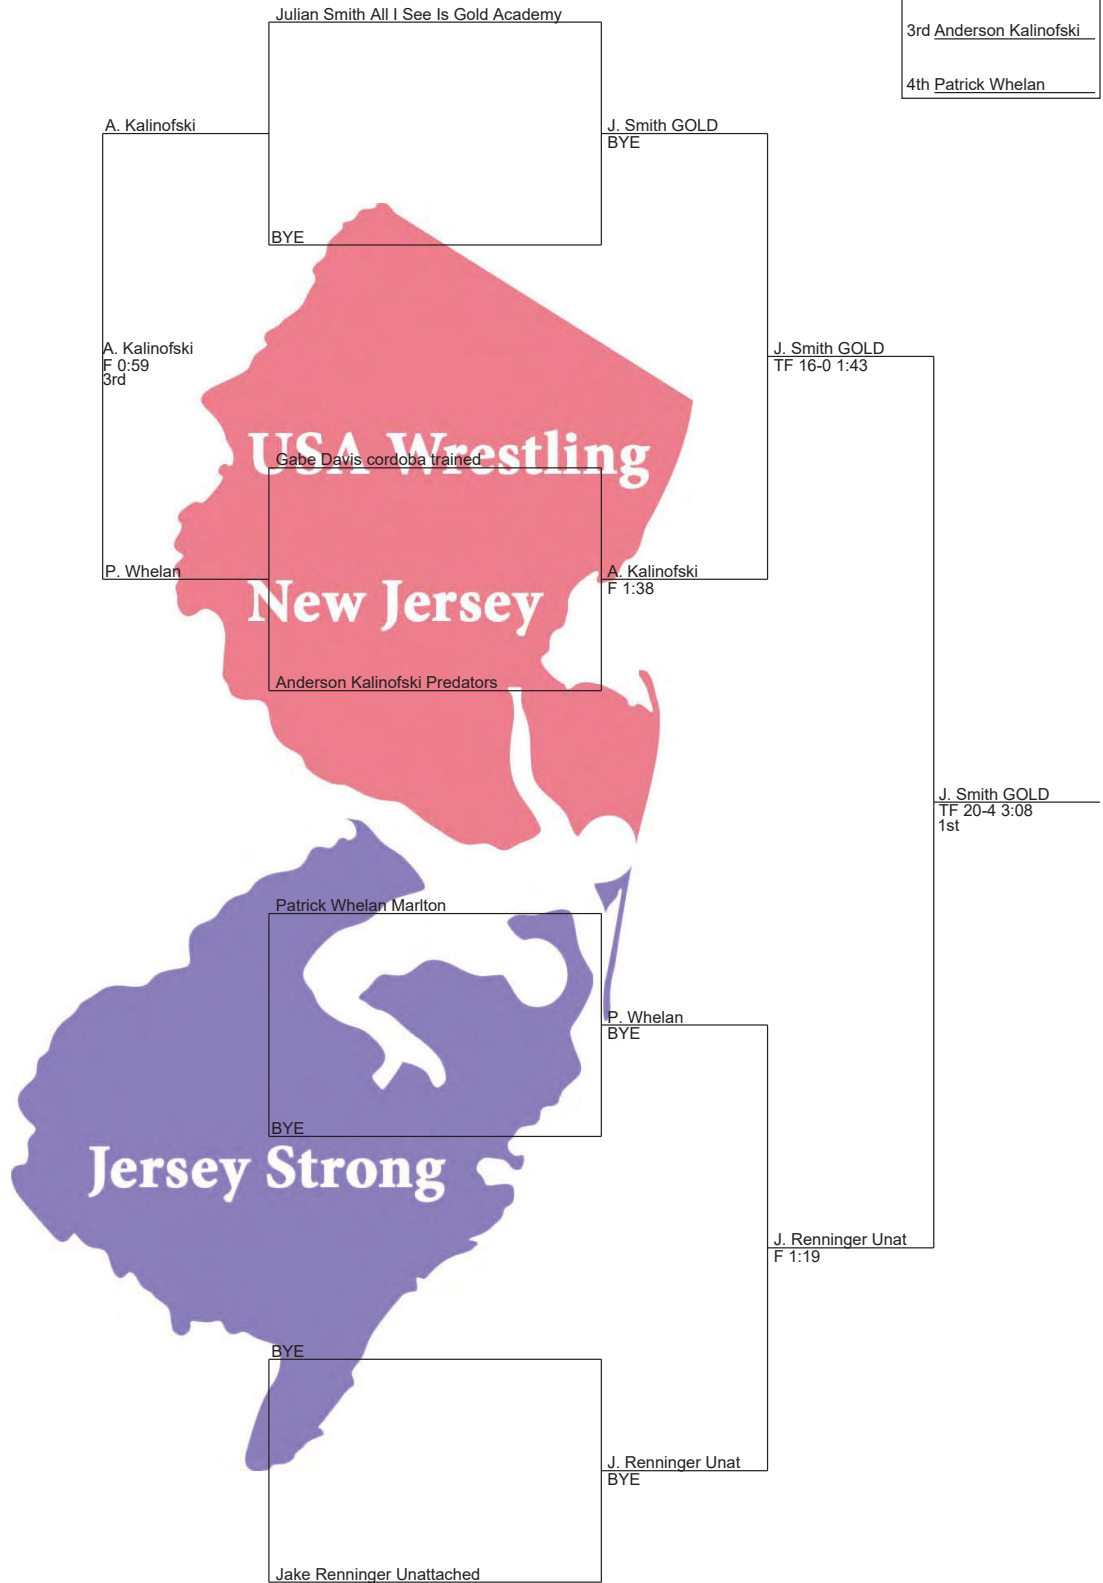 Julian Smith All I See Is Gold Academy
3rd Anderson Kalinofski
4th Patrick Whelan
A. Kalinofski
J. Smith GOLD
BYE
BYE
A. Kalinofski
F 0:59
3rd
J. Smith GOLD
TF 16-0 1:43
USA Wrestling
Gabe Davis cordoba trained
P. Whelan
A. Kalinofski
F 1:38
New Jersey
Anderson Kalinofski Predators
J. Smith GOLD
TF 20-4 3:08
1st
Patrick Whelan Marlton
P. Whelan
BYE
BYE
Jersey Strong
J. Renninger Unat
F 1:19
BYE
J. Renninger Unat
BYE
Jake Renninger Unattached